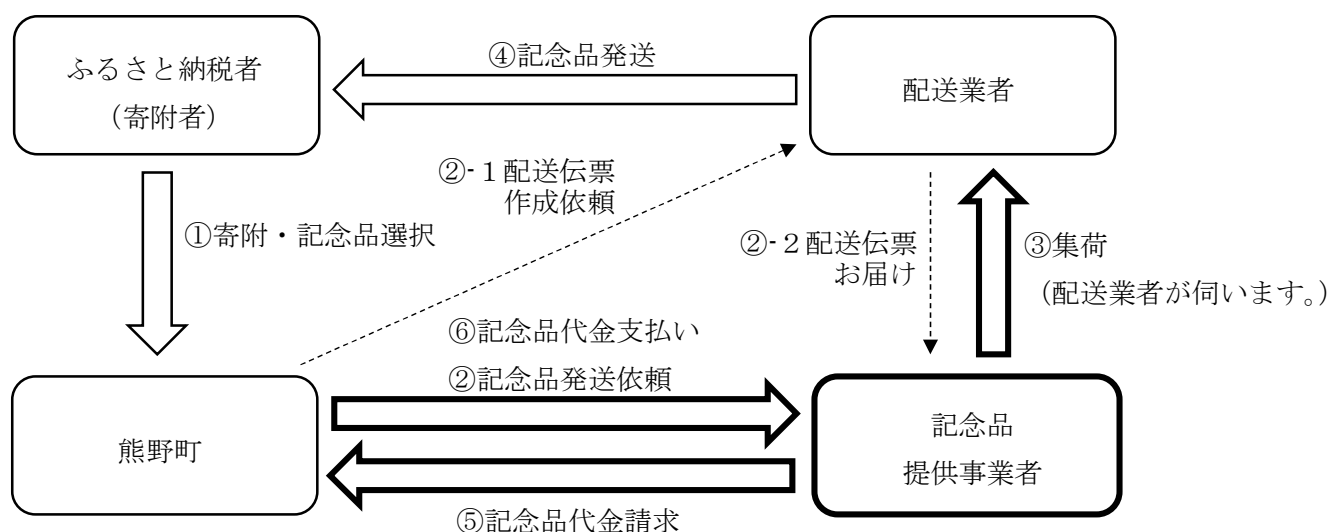 ④記念品発送
ふるさと納税者
（寄附者）
配送業者
②-１配送伝票
作成依頼
①寄附・記念品選択
②-２配送伝票
お届け
③集荷
（配送業者が伺います。）
⑥記念品代金支払い
②記念品発送依頼
熊野町
記念品
提供事業者
⑤記念品代金請求